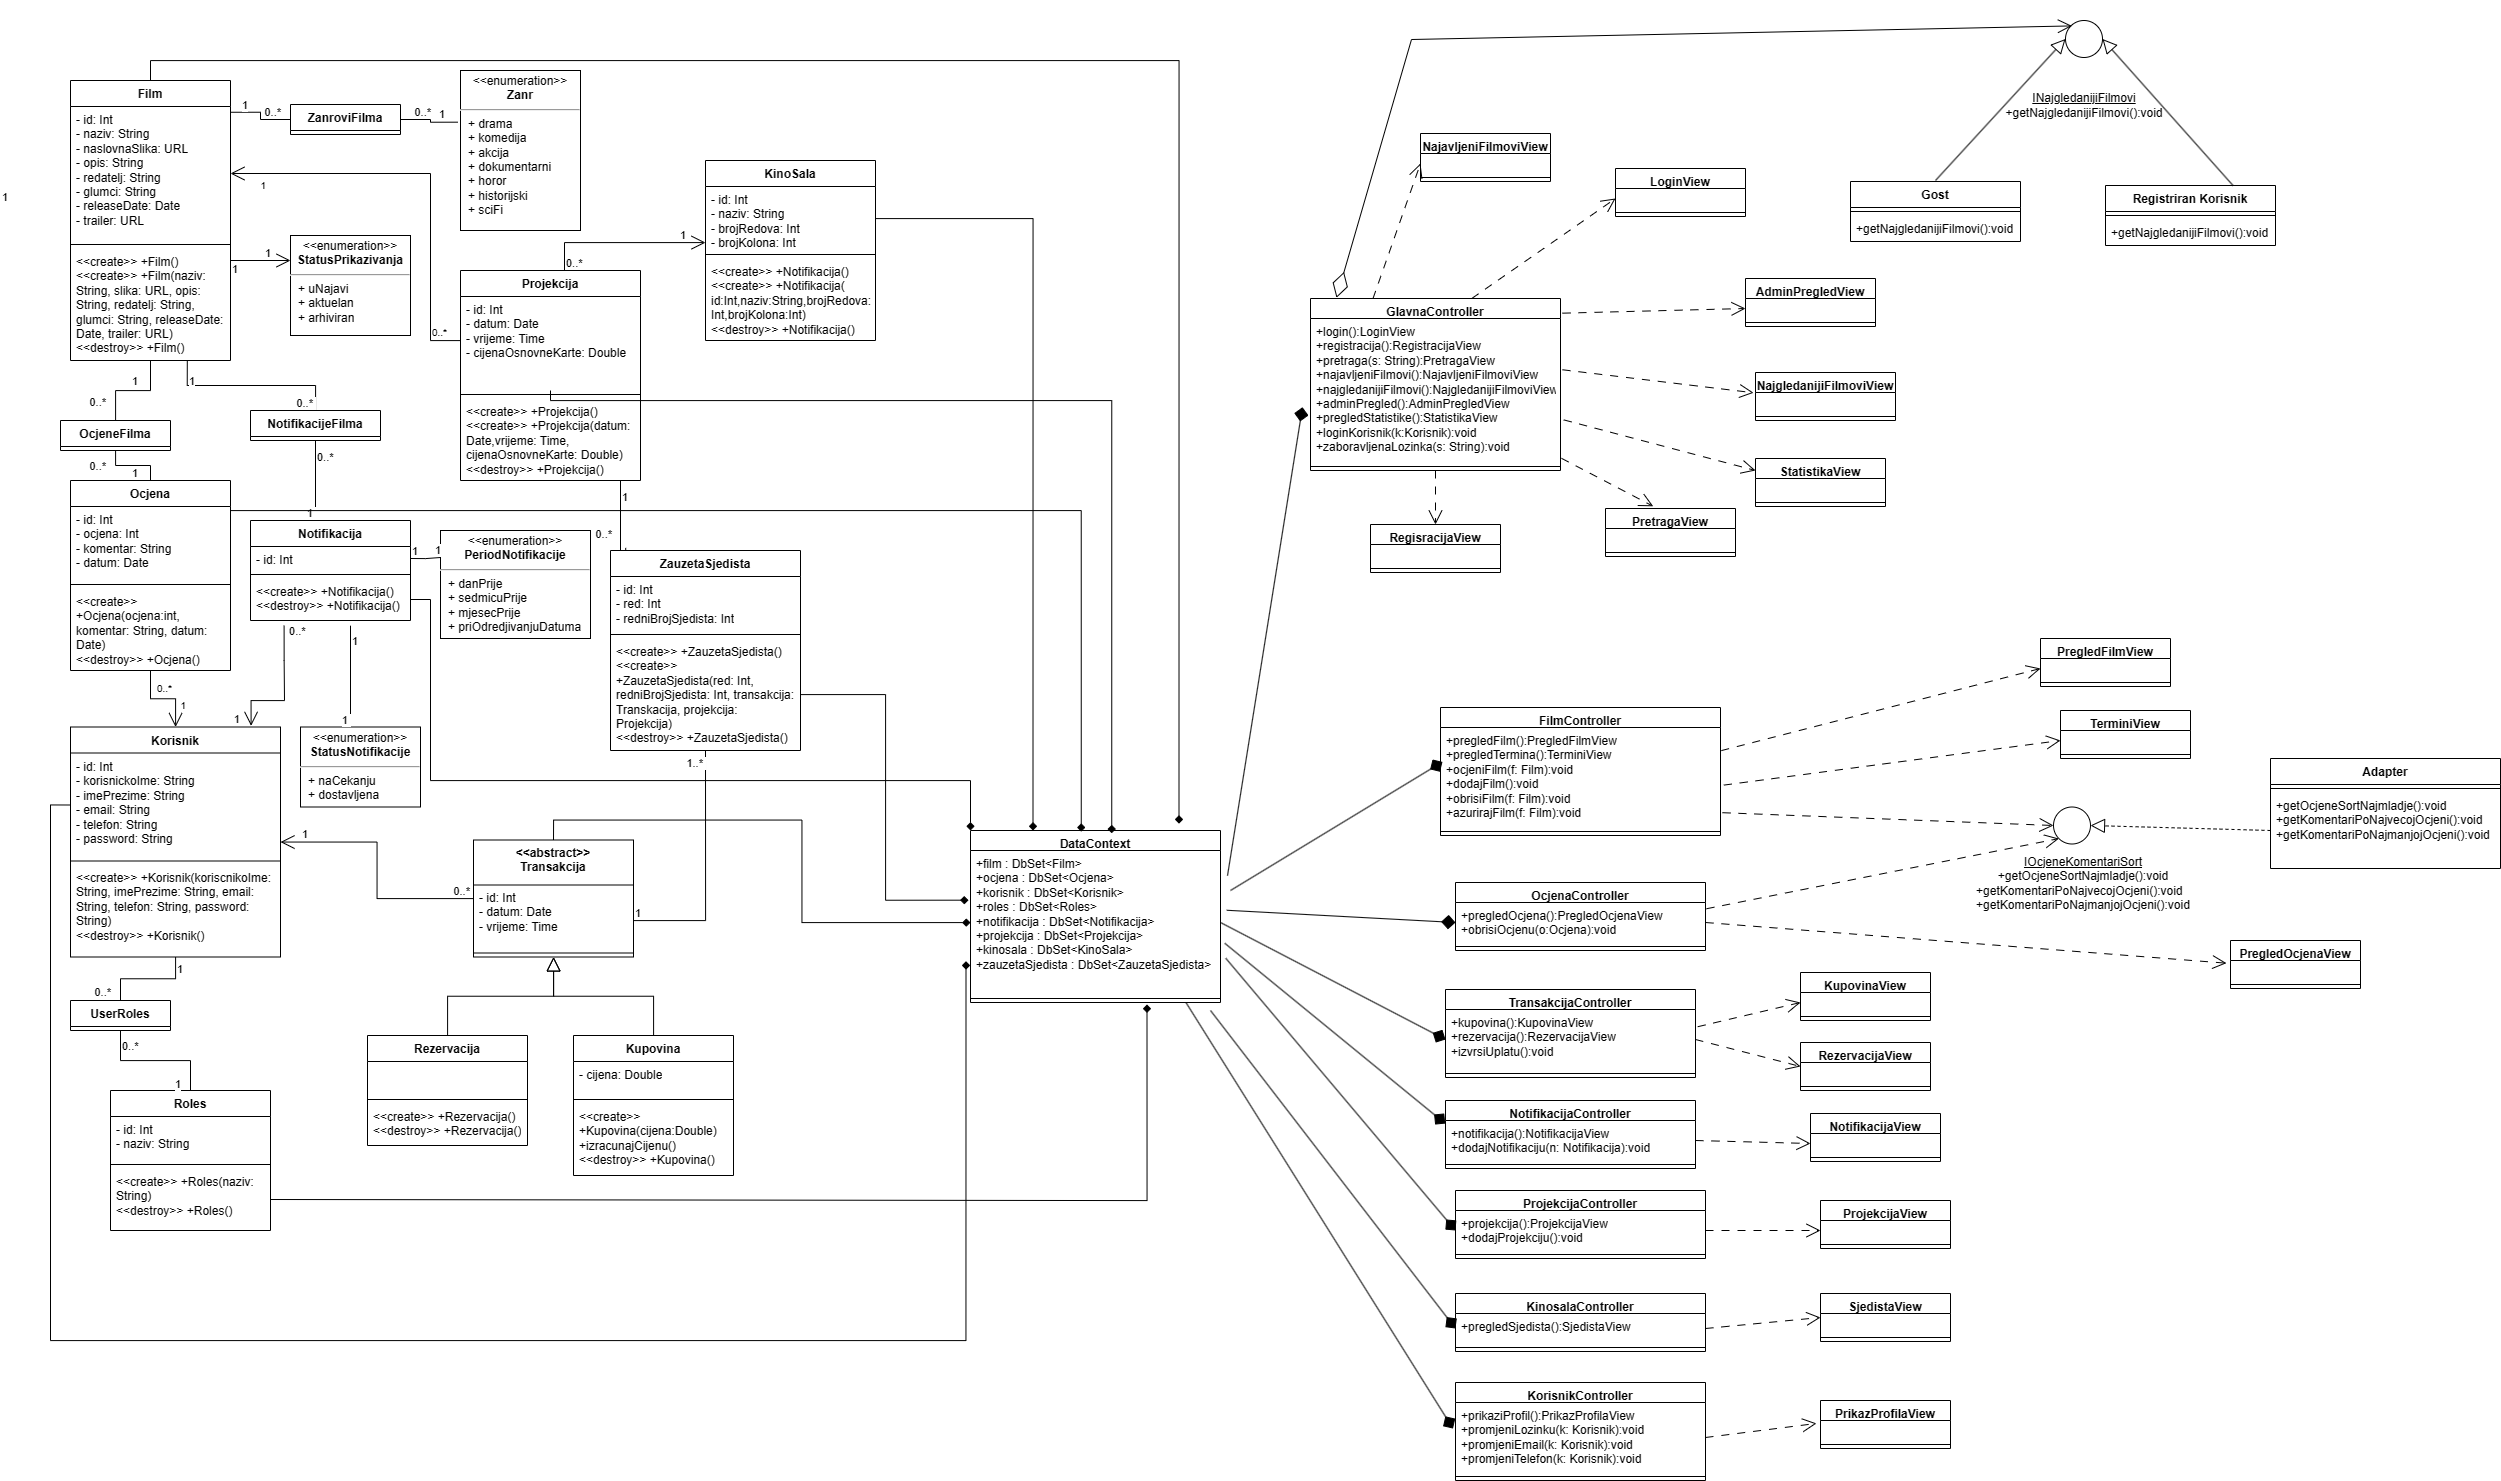 Film
- id: Int
- naziv: String
- naslovnaSlika: URL
- opis: String
- redatelj: String
- glumci: String
- releaseDate: Date
- trailer: URL
<<create>> +Film()
<<create>> +Film(naziv:
String, slika: URL, opis:
String, redatelj: String,
glumci: String, releaseDate:
Date, trailer: URL)
<<destroy>> +Film()
1
0..*
ZanroviFilma
0..*
1
<<enumeration>>
Zanr
+ drama
+ komedija
+ akcija
+ dokumentarni
+ horor
+ historijski
+ sciFi
1
1
1
1
<<enumeration>>
StatusPrikazivanja
+ uNajavi
+ aktuelan
+ arhiviran
0..*
KinoSala
- id: Int
- naziv: String
- brojRedova: Int
- brojKolona: Int
<<create>> +Notifikacija()
<<create>> +Notifikacija(
id:Int,naziv:String,brojRedova:
Int,brojKolona:Int)
<<destroy>> +Notifikacija()
1
0..*
Projekcija
- id: Int
- datum: Date
- vrijeme: Time
- cijenaOsnovneKarte: Double
<<create>> +Projekcija()
<<create>> +Projekcija(datum:
Date,vrijeme: Time,
cijenaOsnovneKarte: Double)
<<destroy>> +Projekcija()
1
0..*
1
0..*
OcjeneFilma
0..*
1
1
0..*
NotifikacijeFilma
0..*
1
Ocjena
- id: Int
- ocjena: Int
- komentar: String
- datum: Date
<<create>>
+Ocjena(ocjena:int,
komentar: String, datum:
Date)
<<destroy>> +Ocjena()
0..*
1
Notifikacija
- id: Int
<<create>> +Notifikacija()
<<destroy>> +Notifikacija()
1
1
<<enumeration>>
PeriodNotifikacije
+ danPrije
+ sedmicuPrije
+ mjesecPrije
+ priOdredjivanjuDatuma
0..*
1
1
1
<<enumeration>>
StatusNotifikacije
+ naCekanju
+ dostavljena
ZauzetaSjedista
- id: Int
- red: Int
- redniBrojSjedista: Int
<<create>> +ZauzetaSjedista()
<<create>>
+ZauzetaSjedista(red: Int,
redniBrojSjedista: Int, transakcija:
Transkacija, projekcija:
Projekcija)
<<destroy>> +ZauzetaSjedista()
1..*
1
Korisnik
- id: Int
- korisnickoIme: String
- imePrezime: String
- email: String
- telefon: String
- password: String
<<create>> +Korisnik(koriscnikoIme:
String, imePrezime: String, email:
String, telefon: String, password:
String)
<<destroy>> +Korisnik()
1
0..*
<<abstract>>
Transakcija
- id: Int
- datum: Date
- vrijeme: Time
1
0..*
UserRoles
0..*
1
Roles
- id: Int
- naziv: String
<<create>> +Roles(naziv:
String)
<<destroy>> +Roles()
Rezervacija
<<create>> +Rezervacija()
<<destroy>> +Rezervacija()
Kupovina
- cijena: Double
<<create>>
+Kupovina(cijena:Double)
+izracunajCijenu()
<<destroy>> +Kupovina()
DataContext
+film : DbSet<Film>
+ocjena : DbSet<Ocjena>
+korisnik : DbSet<Korisnik>
+roles : DbSet<Roles>
+notifikacija : DbSet<Notifikacija>
+projekcija : DbSet<Projekcija>
+kinosala : DbSet<KinoSala>
+zauzetaSjedista : DbSet<ZauzetaSjedista>
INajgledanijiFilmovi
+getNajgledanijiFilmovi():void
Gost
+getNajgledanijiFilmovi():void
Registriran Korisnik
+getNajgledanijiFilmovi():void
NajavljeniFilmoviView
LoginView
AdminPregledView
NajgledanijiFilmoviView
StatistikaView
PretragaView
RegisracijaView
GlavnaController
+login():LoginView
+registracija():RegistracijaView
+pretraga(s: String):PretragaView
+najavljeniFilmovi():NajavljeniFilmoviView
+najgledanijiFilmovi():NajgledanijiFilmoviView
+adminPregled():AdminPregledView
+pregledStatistike():StatistikaView
+loginKorisnik(k:Korisnik):void
+zaboravljenaLozinka(s: String):void
FilmController
+pregledFilm():PregledFilmView
+pregledTermina():TerminiView
+ocjeniFilm(f: Film):void
+dodajFilm():void
+obrisiFilm(f: Film):void
+azurirajFilm(f: Film):void
PregledFilmView
TerminiView
Adapter
+getOcjeneSortNajmladje():void
+getKomentariPoNajvecojOcjeni():void
+getKomentariPoNajmanjojOcjeni():void
IOcjeneKomentariSort
+getOcjeneSortNajmladje():void
+getKomentariPoNajvecojOcjeni():void
+getKomentariPoNajmanjojOcjeni():void
OcjenaController
+pregledOcjena():PregledOcjenaView
+obrisiOcjenu(o:Ocjena):void
PregledOcjenaView
TransakcijaController
+kupovina():KupovinaView
+rezervacija():RezervacijaView
+izvrsiUplatu():void
KupovinaView
RezervacijaView
NotifikacijaController
+notifikacija():NotifikacijaView
+dodajNotifikaciju(n: Notifikacija):void
NotifikacijaView
ProjekcijaController
+projekcija():ProjekcijaView
+dodajProjekciju():void
ProjekcijaView
KinosalaController
+pregledSjedista():SjedistaView
SjedistaView
KorisnikController
+prikaziProfil():PrikazProfilaView
+promjeniLozinku(k: Korisnik):void
+promjeniEmail(k: Korisnik):void
+promjeniTelefon(k: Korisnik):void
PrikazProfilaView